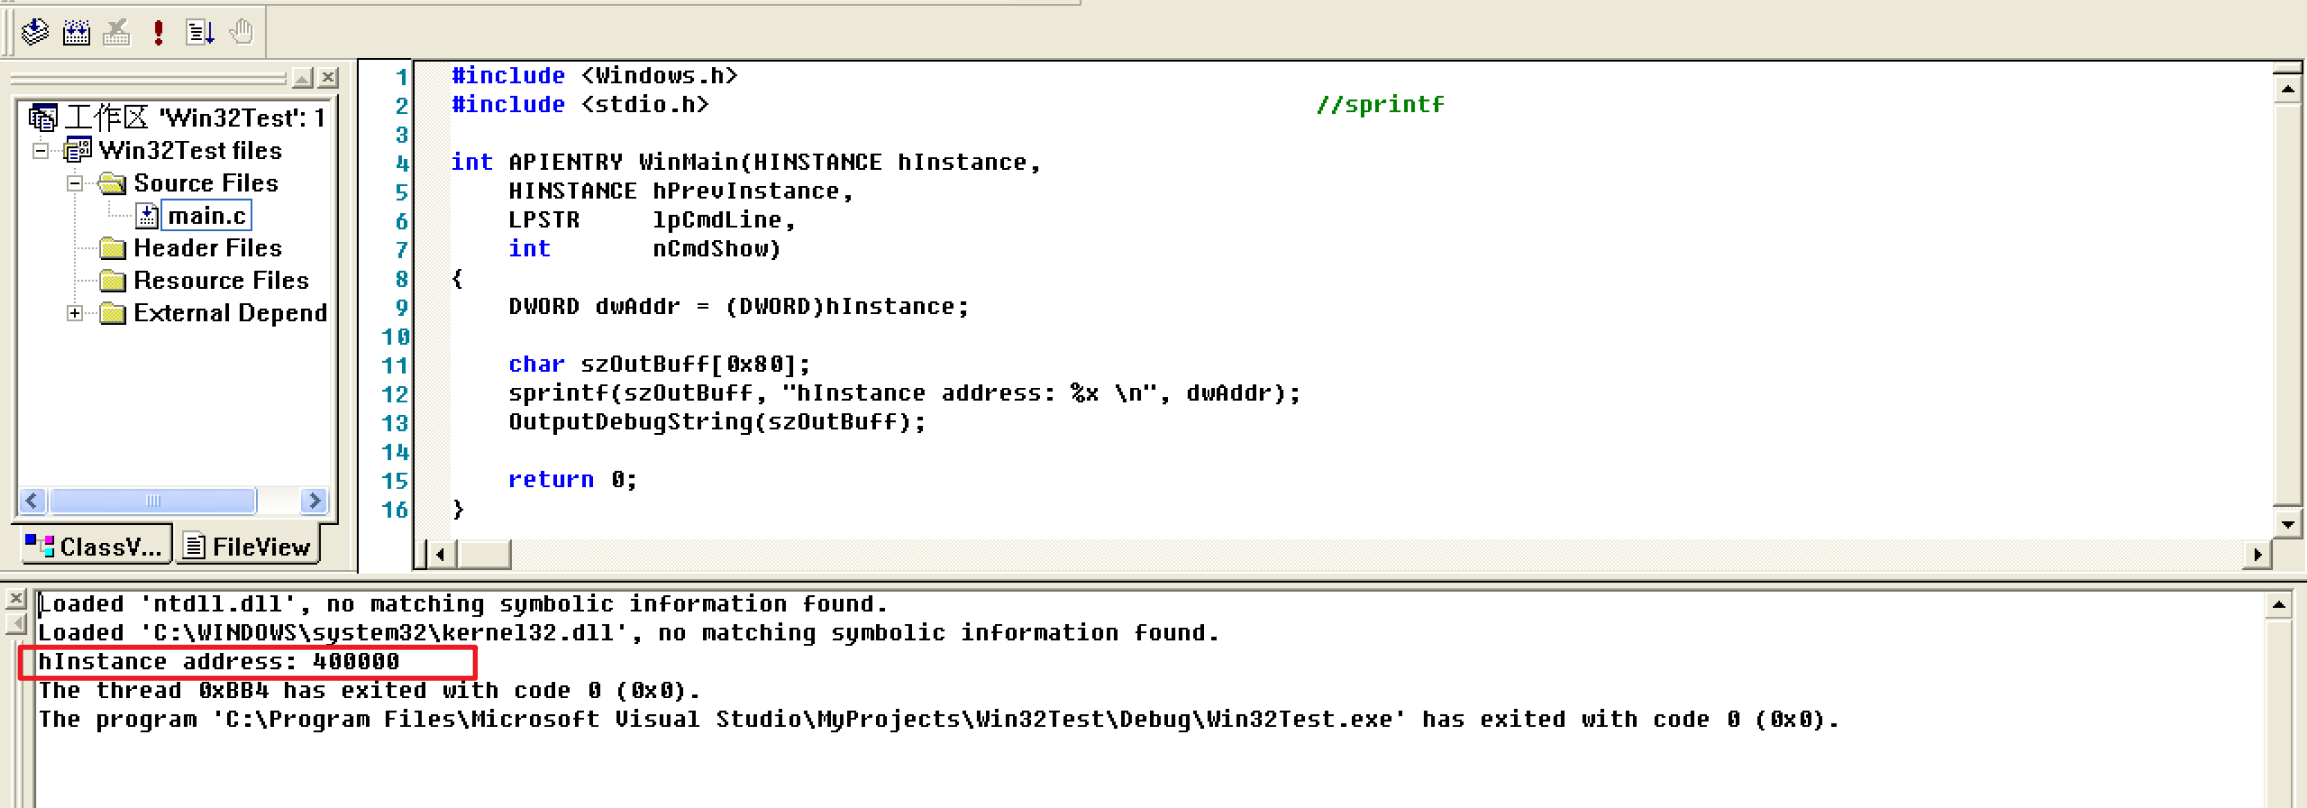 工作区 'Win32Test': 1
Win32Test files
Source Files
main.c
Header Files
Resource Files
External Depend
ClassV...
FileView
1 #include <Windows.h>
2 #include <stdio.h> //sprintf
3
4 int APIENTRY WinMain(HINSTANCE hInstance,
5 HINSTANCE hPrevInstance,
6 LPSTR lpCmdLine,
7 int nCmdShow)
8 {
9 DWORD dwAddr = (DWORD)hInstance;
10
11 char szOutBuff[0x80];
12 sprintf(szOutBuff, "hInstance address: %x \n", dwAddr);
13 OutputDebugString(szOutBuff);
14
15 return 0;
16 }
Loaded 'ntdll.dll', no matching symbolic information found.
Loaded 'C:\WINDOWS\system32\kernel32.dll', no matching symbolic information found.
hInstance address: 400000
The thread 0xBB4 has exited with code 0 (0x0).
The program 'C:\Program Files\Microsoft Visual Studio\MyProjects\Win32Test\Debug\Win32Test.exe' has exited with code 0 (0x0).